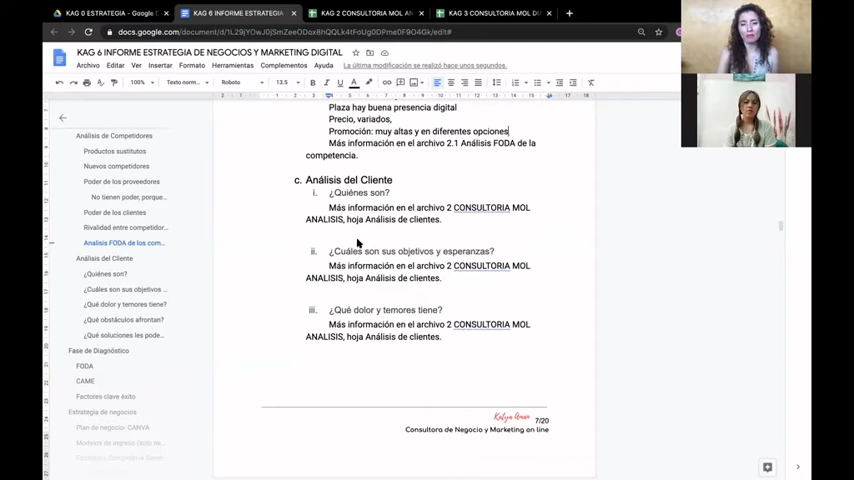 KAG 0 ESTRATEGIA - Google D
KAG 6 INFORME ESTRATEGIA
KAG 2 CONSULTORIA MOL AN
KAG 3 CONSULTORIA MOL DI
docs.google.com/document/d/1L29jYOwJ0jSmZeeODbx8hOQQLk4tFoUg0DPme0F9O4Gk/edit#
KAG 6 INFORME ESTRATEGIA DE NEGOCIOS Y MARKETING DIGITAL
Archivo Editar Ver Insertar Formato Herramientas Complementos Ayuda La última modificación se realizó hace unos segundos.
100% Texto norm... Roboto 13.5
Análisis de Competidores
Productos sustitutos
Nuevos competidores
Poder de los proveedores
No tienen poder, porque...
Poder de los clientes
Rivalidad entre competidor...
Analisis FODA de los com...
Análisis del Cliente
¿Quiénes son?
¿Cuáles son sus objetivos ...
¿Qué dolor y temores tiene?
¿Qué obstáculos afrontan?
¿Qué soluciones les pode...
Fase de Diagnóstico
FODA
CAME
Factores clave éxito
Estrategia de negocios
Plan de negocio: CANVA
Plaza hay buena presencia digital
Precio, variados,
Promoción: muy altas y en diferentes opciones
Más información en el archivo 2.1 Análisis FODA de la
competencia.
c. Análisis del Cliente
i. ¿Quiénes son?
Más información en el archivo 2 CONSULTORIA MOL
ANALISIS, hoja Análisis de clientes.
ii. ¿Cuáles son sus objetivos y esperanzas?
Más información en el archivo 2 CONSULTORIA MOL
ANALISIS, hoja Análisis de clientes.
iii. ¿Qué dolor y temores tiene?
Más información en el archivo 2 CONSULTORIA MOL
ANALISIS, hoja Análisis de clientes.
7/20
Consultora de Negocio y Marketing on line